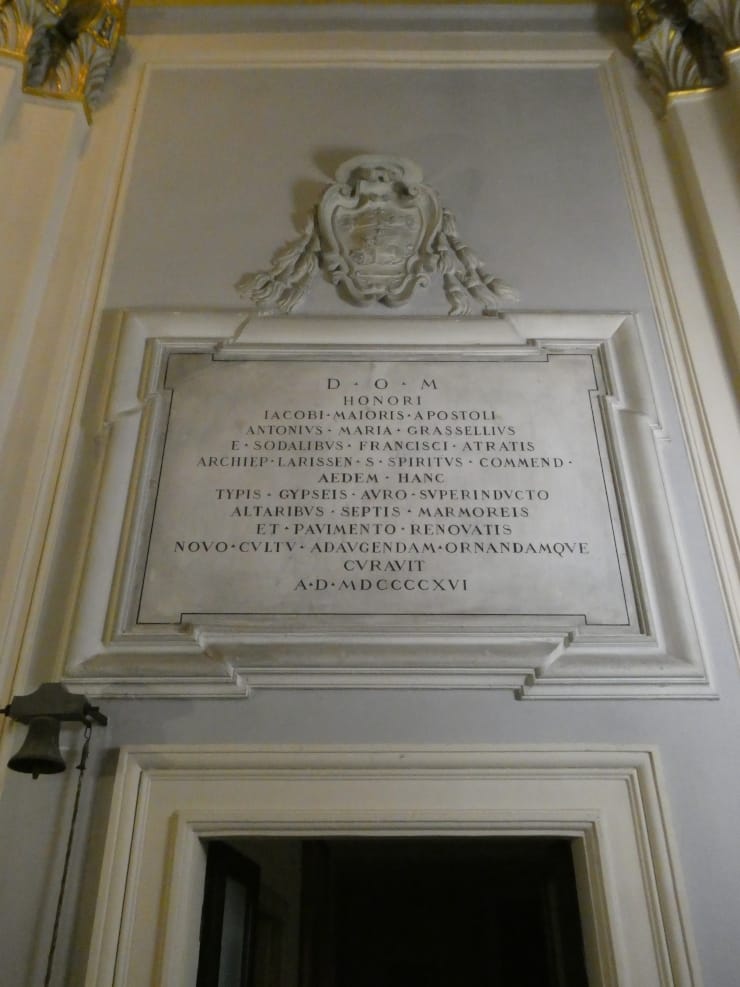 D · O · M
HONORI
IACOBI · MAIORIS · APOSTOLI
ANTONIVS · MARIA · GRASSELLIVS
E · SODALIBVS · FRANCISCI · ATRATIS
ARCHIEP · LARISSEN · S · SPIRITVS · COMMEND ·
AEDEM · HANC
TYPIS · GYPSEIS · AVRO · SVPERINDVCTO
ALTARIBVS · SEPTIS · MARMOREIS
ET · PAVIMENTO · RENOVATIS
NOVO · CVLTV · ADAVGENDAM · ORNANDAMQVE
CVRAVIT
A · D · MDCCCCXVI